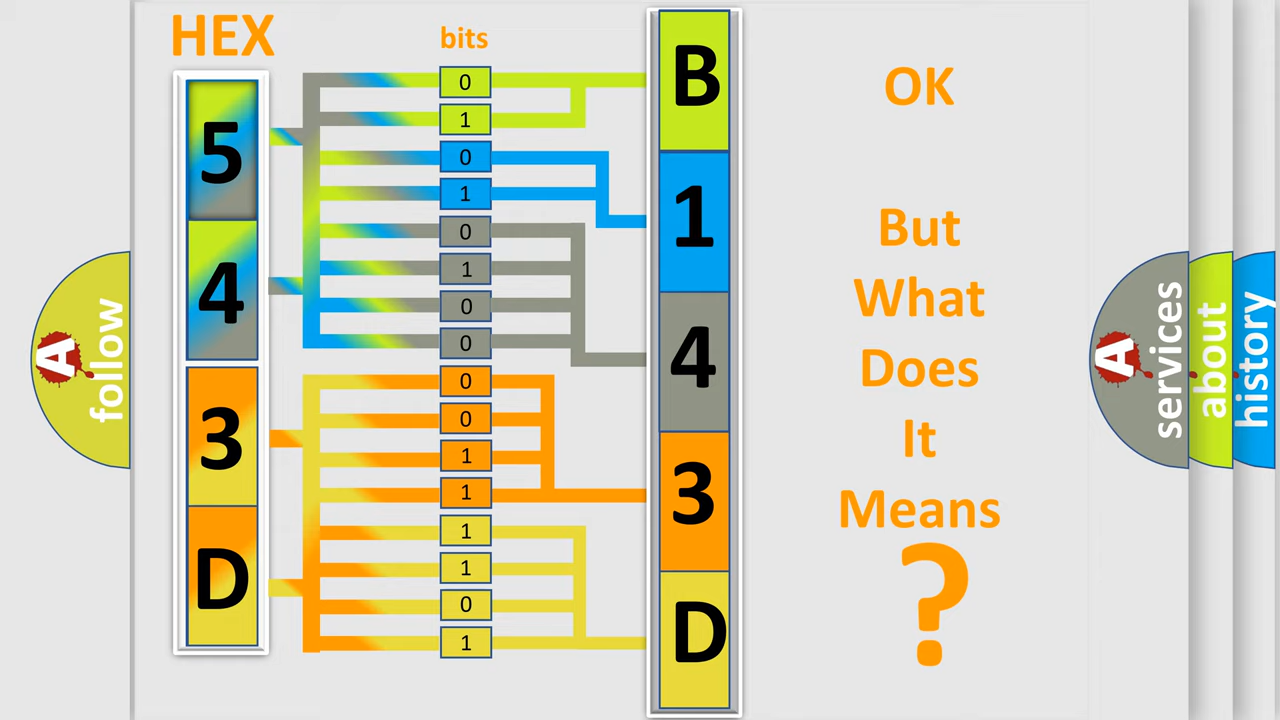 HEX
bits
5
4
3
D
0
1
0
1
0
1
0
0
0
0
1
1
1
1
0
1
B
1
4
3
D
OK
But
What
Does
It
Means
?
A
follow
A
services
about
history